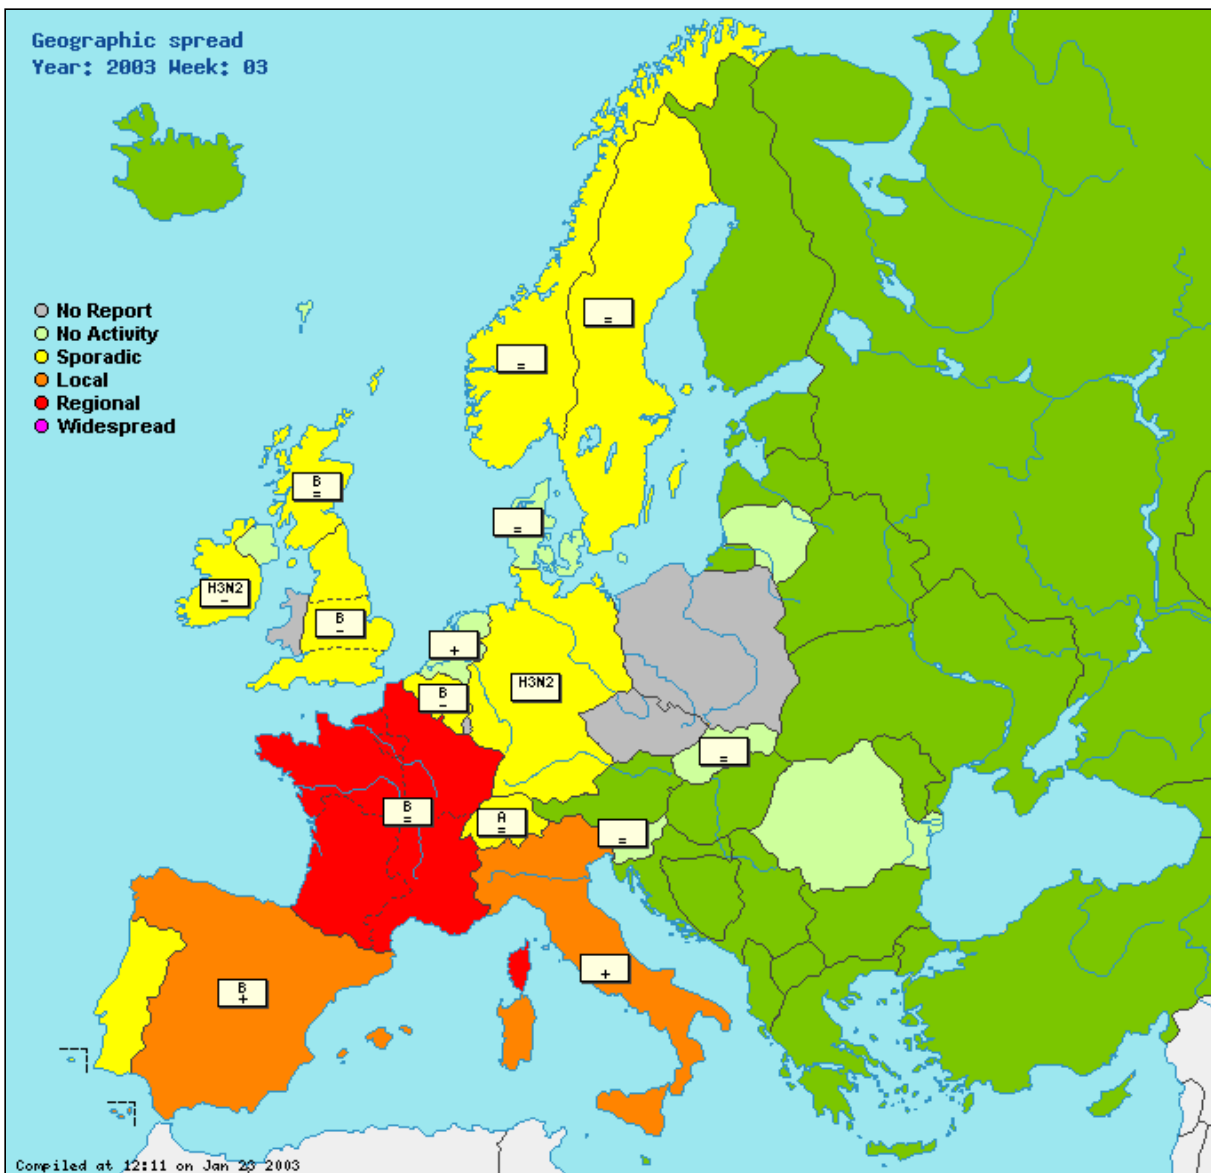 Geographic spread
Year: 2003 Week: 03
No Report
No Activity
Sporadic
Local
Regional
Widespread
=
=
B
=
=
H3N2
-
B
-
+
H3N2
B
-
=
B
=
A
=
=
+
B
+
Compiled at 12:11 on Jan 23 2003